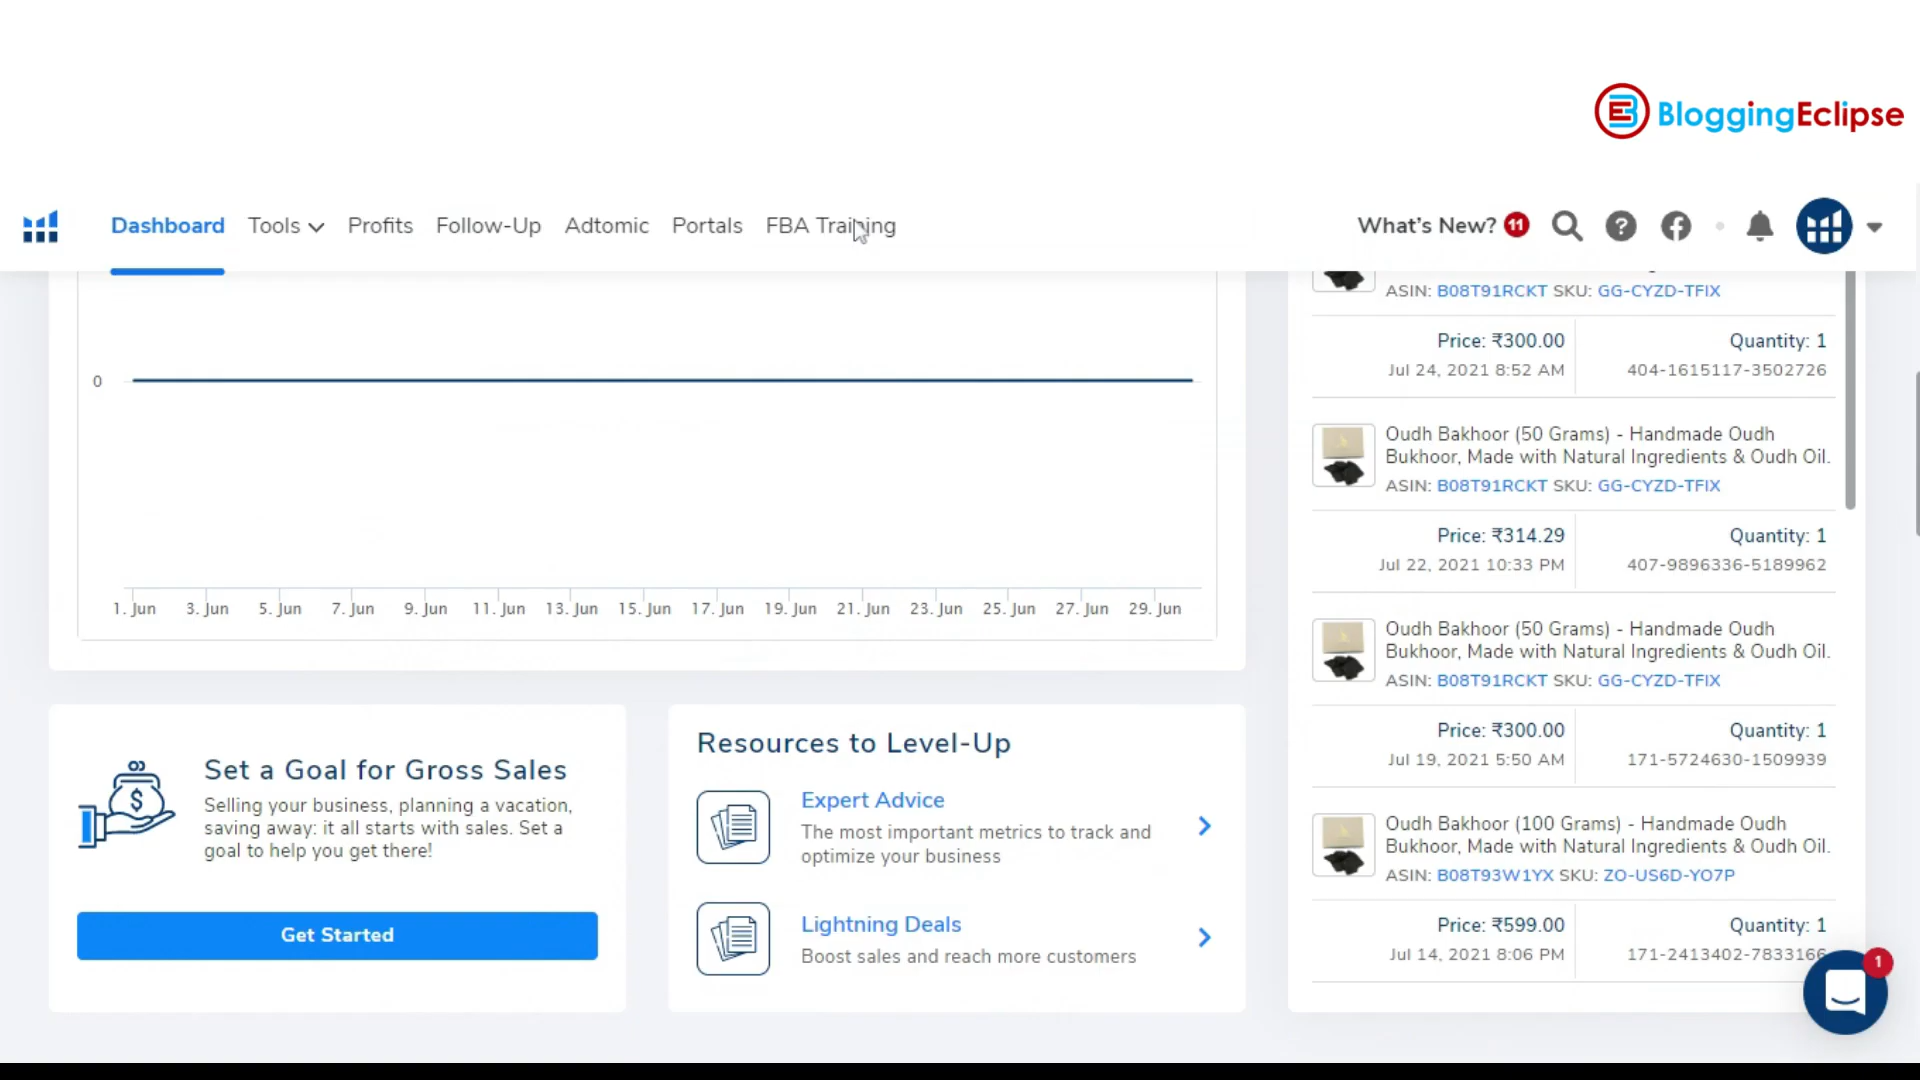 BloggingEclipse
Dashboard Tools Profits Follow-Up Adtomic Portals FBA Training What's New? 11
ASIN: B08T91RCKT SKU: GG-CYZD-TFIX
Price: ₹300.00 Quantity: 1
Jul 24, 2021 8:52 AM 404-1615117-3502726
Oudh Bakhoor (50 Grams) - Handmade Oudh
Bukhoor, Made with Natural Ingredients & Oudh Oil.
ASIN: B08T91RCKT SKU: GG-CYZD-TFIX
Price: ₹314.29 Quantity: 1
Jul 22, 2021 10:33 PM 407-9896336-5189962
Oudh Bakhoor (50 Grams) - Handmade Oudh
Bukhoor, Made with Natural Ingredients & Oudh Oil.
ASIN: B08T91RCKT SKU: GG-CYZD-TFIX
Price: ₹300.00 Quantity: 1
Jul 19, 2021 5:50 AM 171-5724630-1509939
Oudh Bakhoor (100 Grams) - Handmade Oudh
Bukhoor, Made with Natural Ingredients & Oudh Oil.
ASIN: B08T93W1YX SKU: ZO-US6D-YO7P
Price: ₹599.00 Quantity: 1
Jul 14, 2021 8:06 PM 171-2413402-7833166
0
1. Jun 3. Jun 5. Jun 7. Jun 9. Jun 11. Jun 13. Jun 15. Jun 17. Jun 19. Jun 21. Jun 23. Jun 25. Jun 27. Jun 29. Jun
Set a Goal for Gross Sales
Selling your business, planning a vacation,
saving away: it all starts with sales. Set a
goal to help you get there!
Get Started
Resources to Level-Up
Expert Advice
The most important metrics to track and
optimize your business
Lightning Deals
Boost sales and reach more customers
1